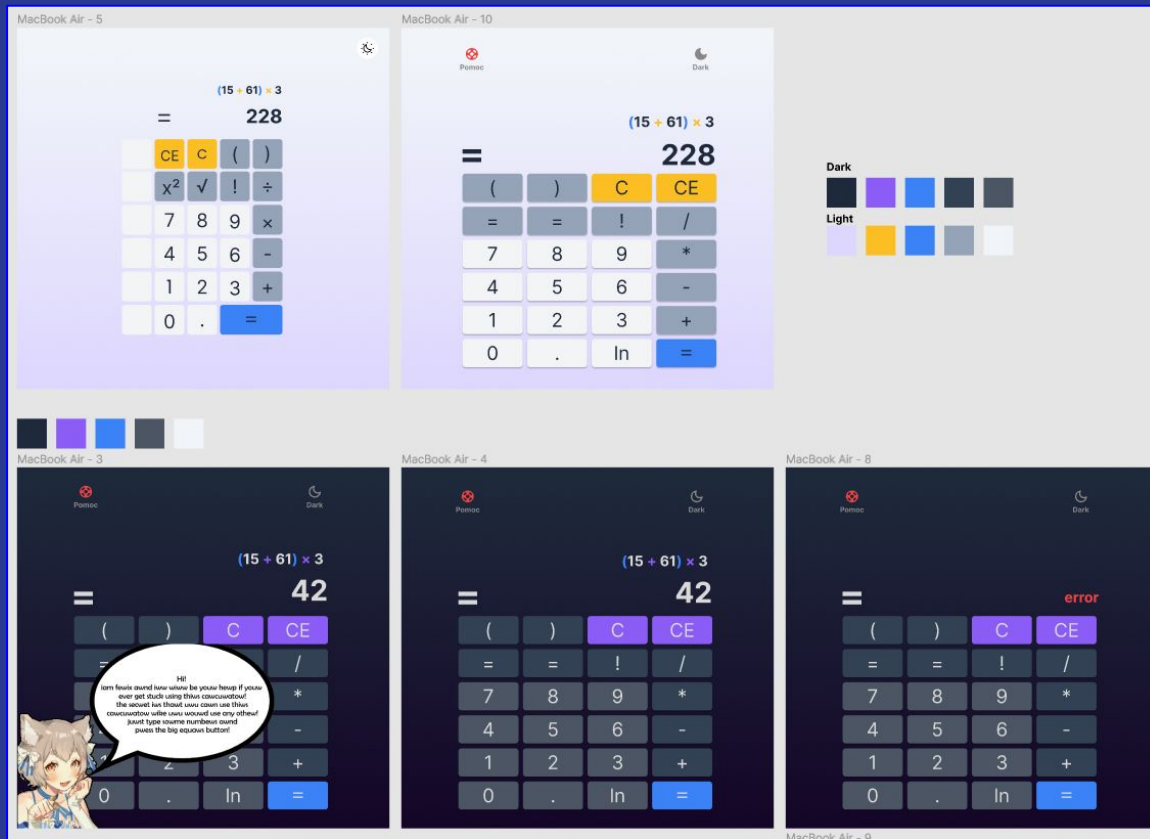 MacBook Air - 5
(15 + 61) × 3
= 228
CE C ( )
x² √ ! ÷
7 8 9 ×
4 5 6 -
1 2 3 +
0 . =
MacBook Air - 10
Pomoc Dark
(15 + 61) × 3
= 228
( ) C CE
= = ! /
7 8 9 *
4 5 6 -
1 2 3 +
0 . ln =
Dark
Light
MacBook Air - 3
Pomoc Dark
(15 + 61) × 3
= 42
( ) C CE
= /
*
-
2 3 +
0 . ln =
Hi!
iam fewix awnd iww wiww be youw hewp if youw
ever get stuck using thiws cawcuwatow!
the secwet iws thawt uwu cawn use thiws
cawcuwatow wike uwu wouwd use any othew!
juwst type sowme numbews awnd
pwess the big equaws button!
MacBook Air - 4
Pomoc Dark
(15 + 61) × 3
= 42
( ) C CE
= = ! /
7 8 9 *
4 5 6 -
1 2 3 +
0 . ln =
MacBook Air - 8
Pomoc Dark
= error
( ) C CE
= = ! /
7 8 9 *
4 5 6 -
1 2 3 +
0 . ln =
MacBook Air - 9